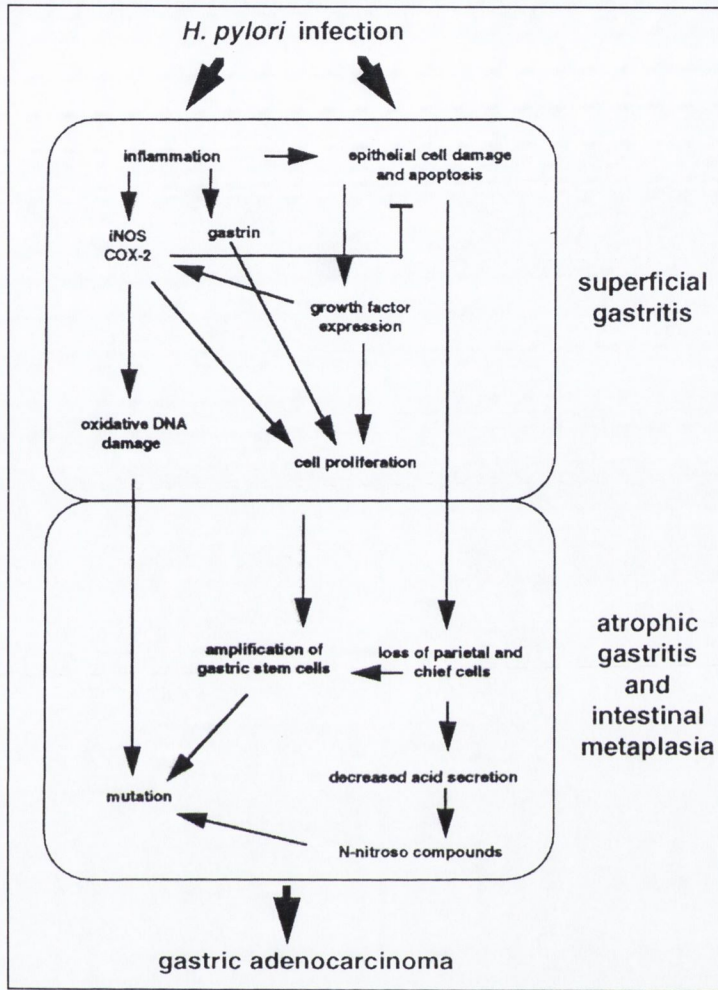 H. pylori infection
inflammation
epithelial cell damage
and apoptosis
iNOS
COX-2
gastrin
growth factor
expression
superficial
gastritis
oxidative DNA
damage
cell proliferation
amplification of
gastric stem cells
loss of parietal and
chief cells
atrophic
gastritis
and
intestinal
metaplasia
decreased acid secretion
mutation
N-nitroso compounds
gastric adenocarcinoma